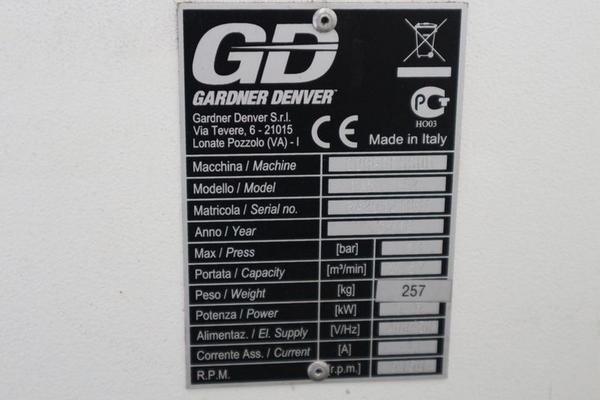 GD
GARDNER DENVER
Gardner Denver S.r.l.
Via Tevere, 6 - 21015
Lonate Pozzolo (VA) - I
CE
PCT
HO03
Made in Italy
Macchina / Machine
Modello / Model
Matricola / Serial no.
Anno / Year
Max / Press [bar]
Portata / Capacity [m³/min]
Peso / Weight [kg] 257
Potenza / Power [kW]
Alimentaz. / El. Supply [V/Hz]
Corrente Ass. / Current [A]
R.P.M. [r.p.m.]